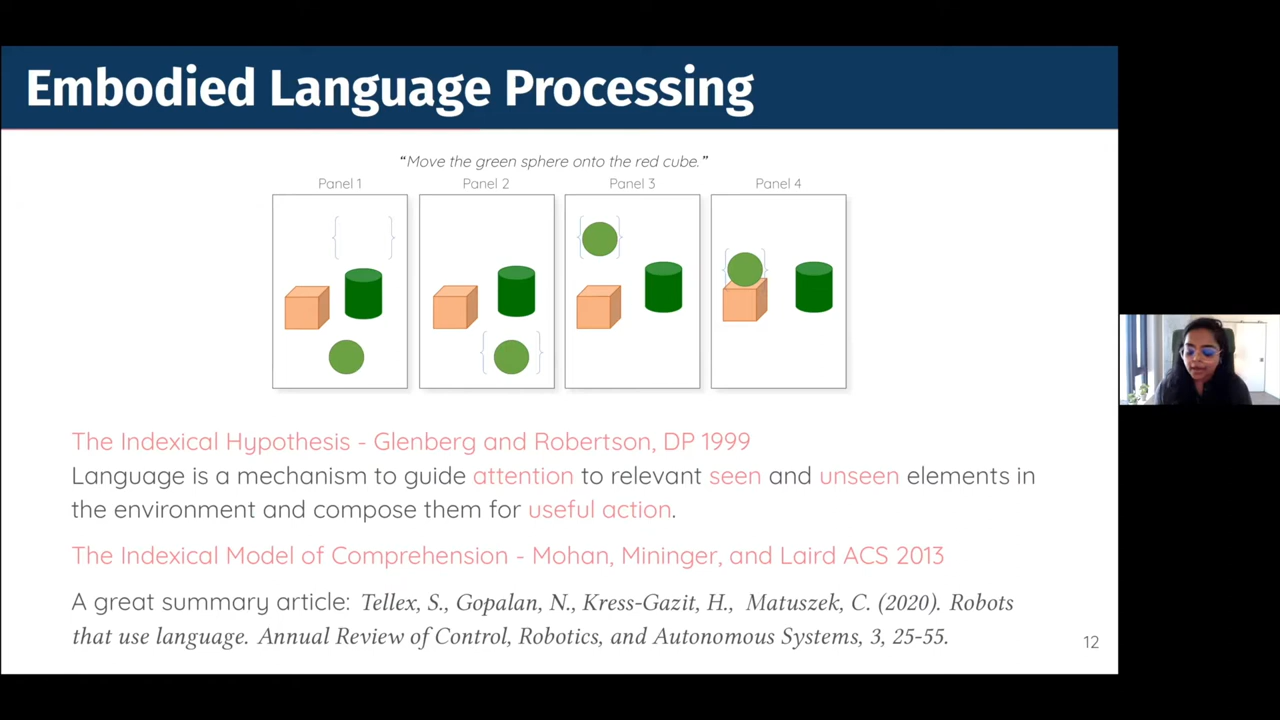 Embodied Language Processing
“Move the green sphere onto the red cube.”
Panel 1 Panel 2 Panel 3 Panel 4
The Indexical Hypothesis - Glenberg and Robertson, DP 1999
Language is a mechanism to guide attention to relevant seen and unseen elements in
the environment and compose them for useful action.
The Indexical Model of Comprehension - Mohan, Mininger, and Laird ACS 2013
A great summary article: Tellex, S., Gopalan, N., Kress-Gazit, H., Matuszek, C. (2020). Robots
that use language. Annual Review of Control, Robotics, and Autonomous Systems, 3, 25-55.
12